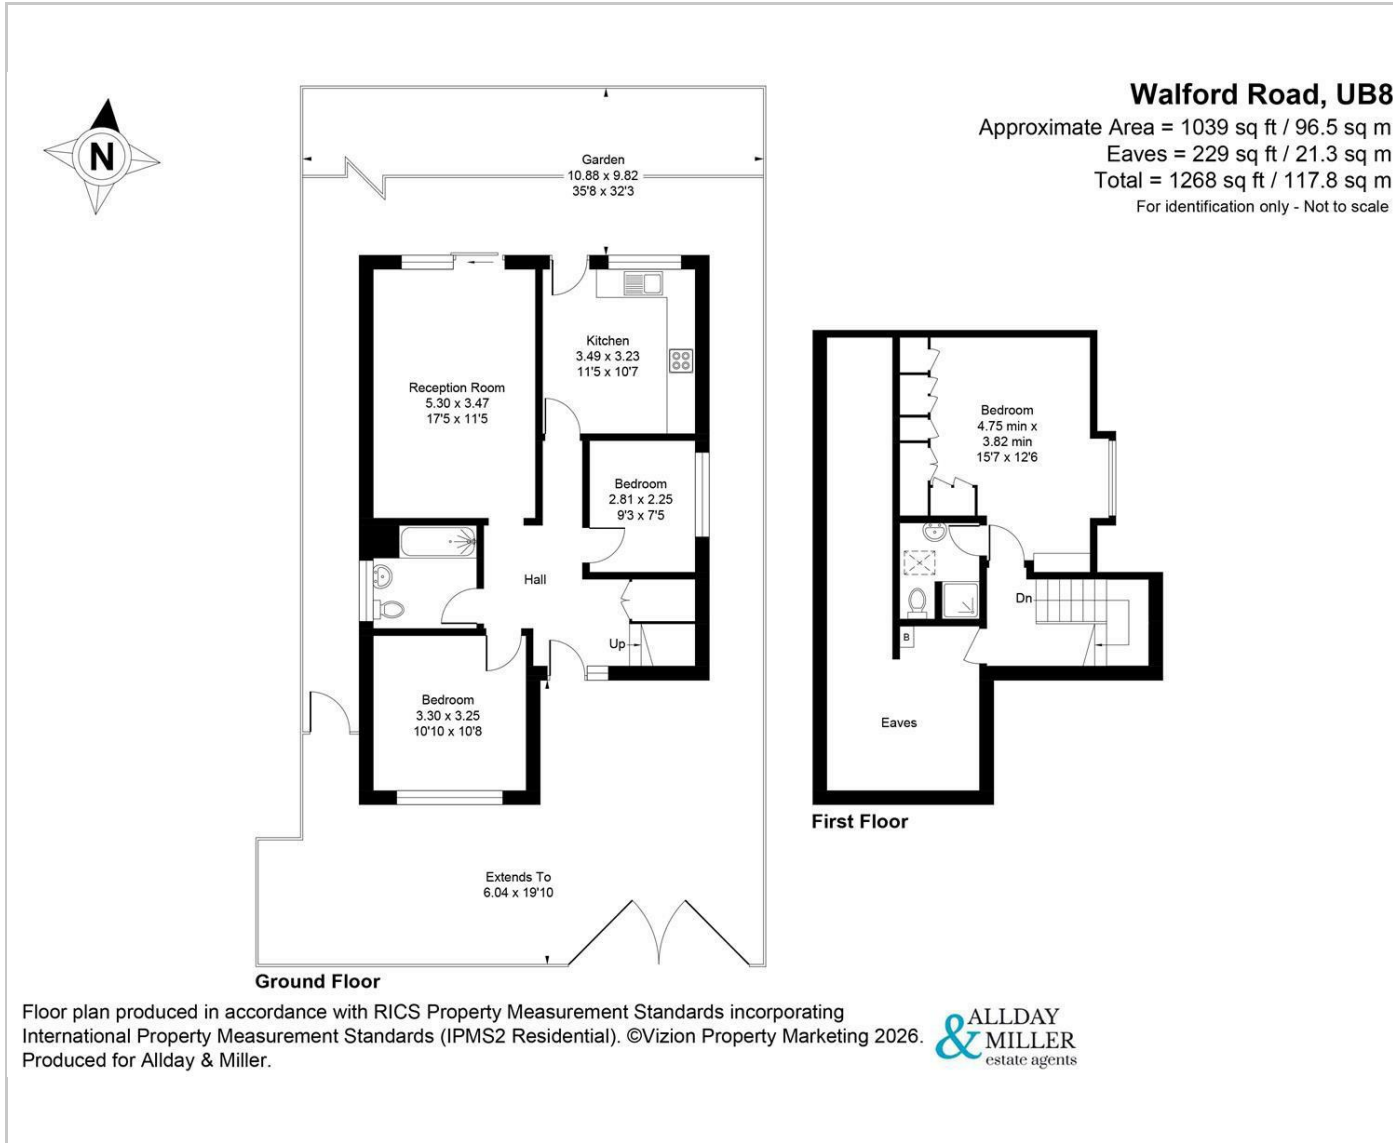 Walford Road, UB8
Approximate Area = 1039 sq ft / 96.5 sq m
Eaves = 229 sq ft / 21.3 sq m
Total = 1268 sq ft / 117.8 sq m
For identification only - Not to scale
N
Garden
10.88 x 9.82
35'8 x 32'3
Kitchen
3.49 x 3.23
11'5 x 10'7
Reception Room
5.30 x 3.47
17'5 x 11'5
Bedroom
2.81 x 2.25
9'3 x 7'5
Hall
Up
Bedroom
3.30 x 3.25
10'10 x 10'8
Extends To
6.04 x 19'10
Ground Floor
Bedroom
4.75 min x
3.82 min
15'7 x 12'6
Dn
B
Eaves
First Floor
Floor plan produced in accordance with RICS Property Measurement Standards incorporating
International Property Measurement Standards (IPMS2 Residential). ©Vizion Property Marketing 2026.
Produced for Allday & Miller.
ALLDAY
& MILLER
estate agents